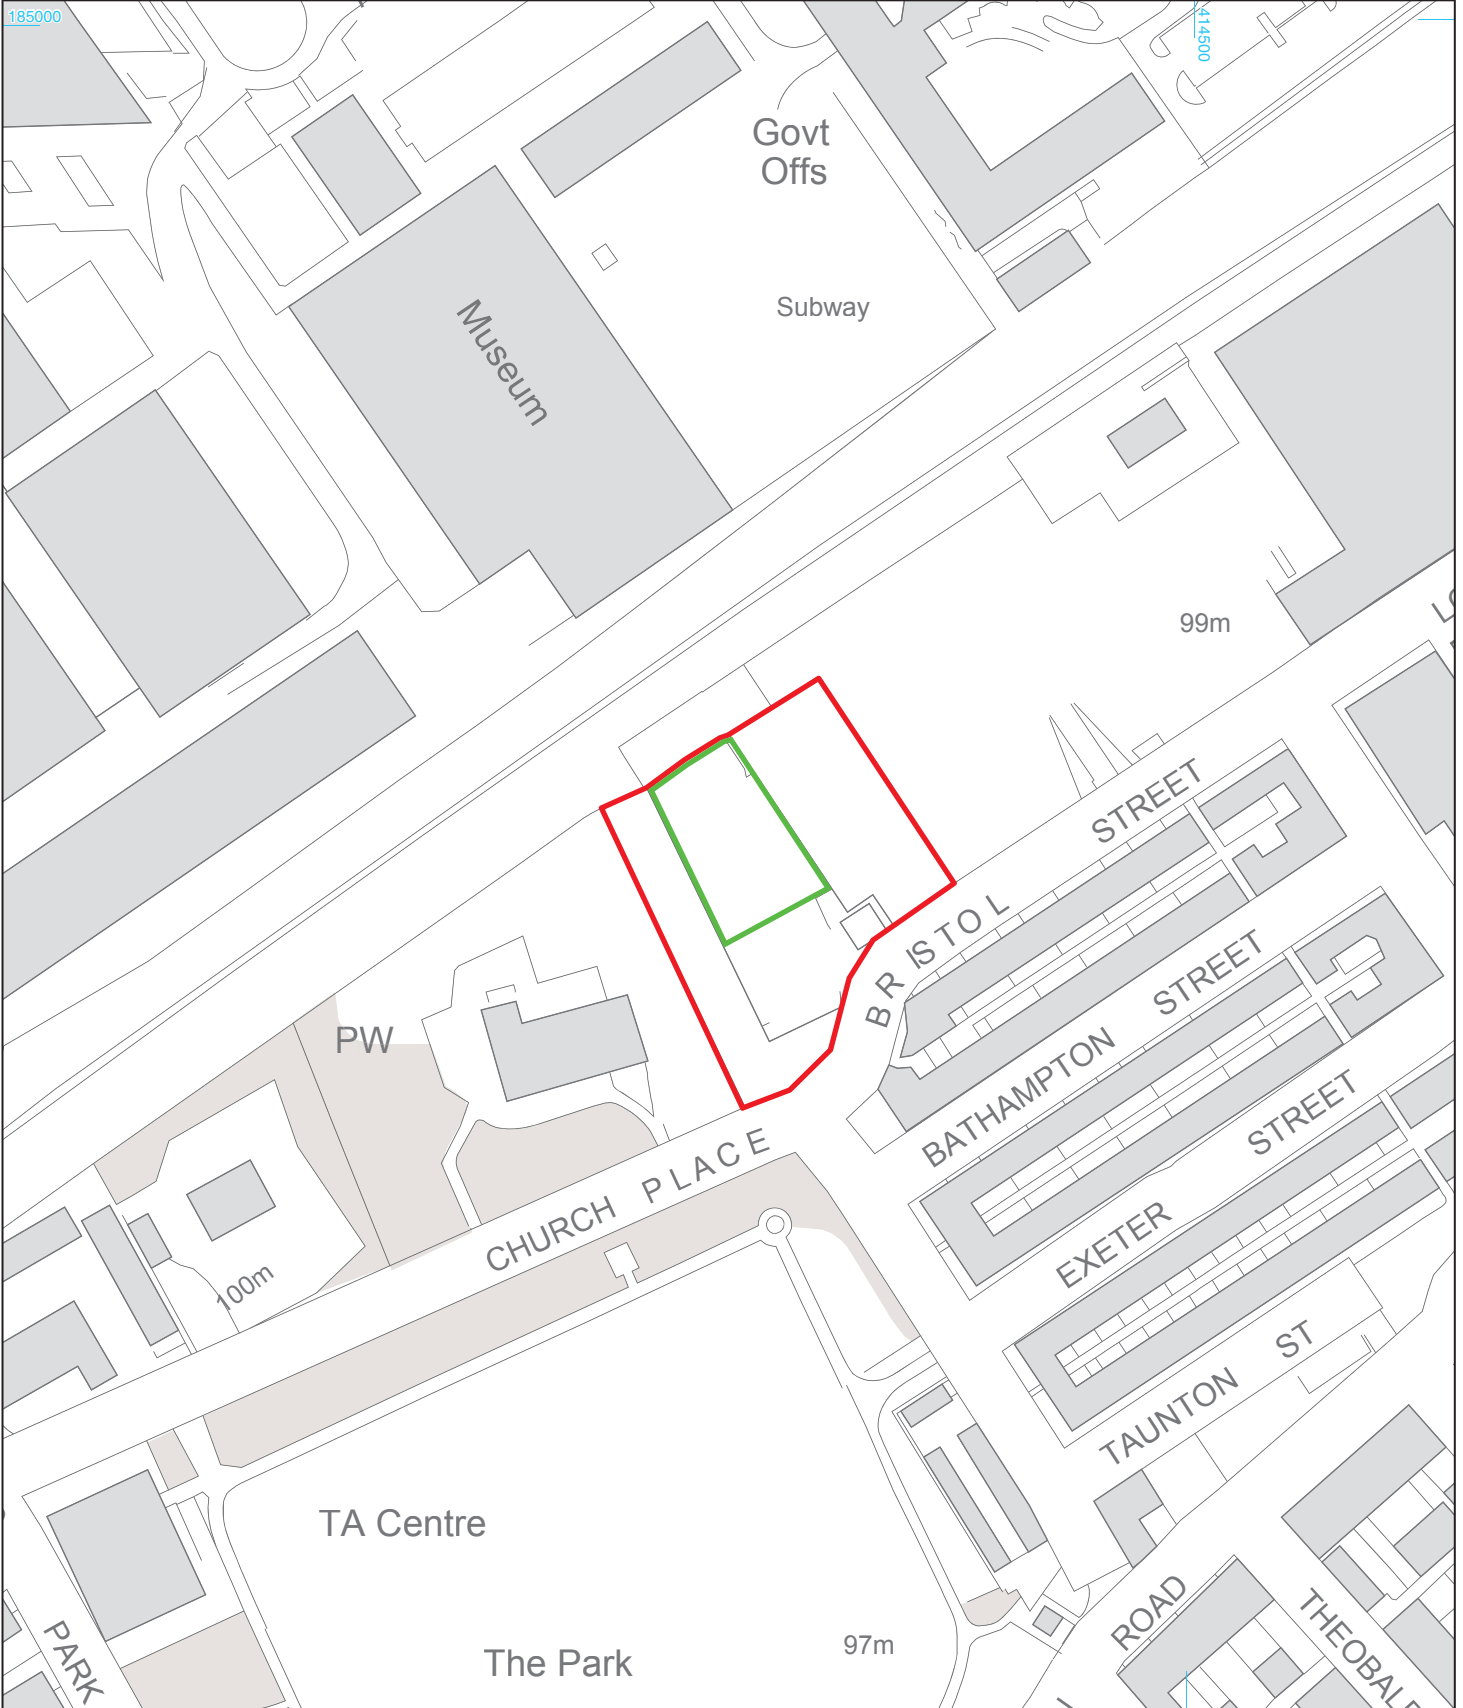 185000
414500
Govt
Offs
Museum
Subway
99m
BRISTOL STREET
PW
BATHAMPTON STREET
CHURCH PLACE
EXETER STREET
100m
TAUNTON ST
TA Centre
The Park
97m
PARK
ROAD